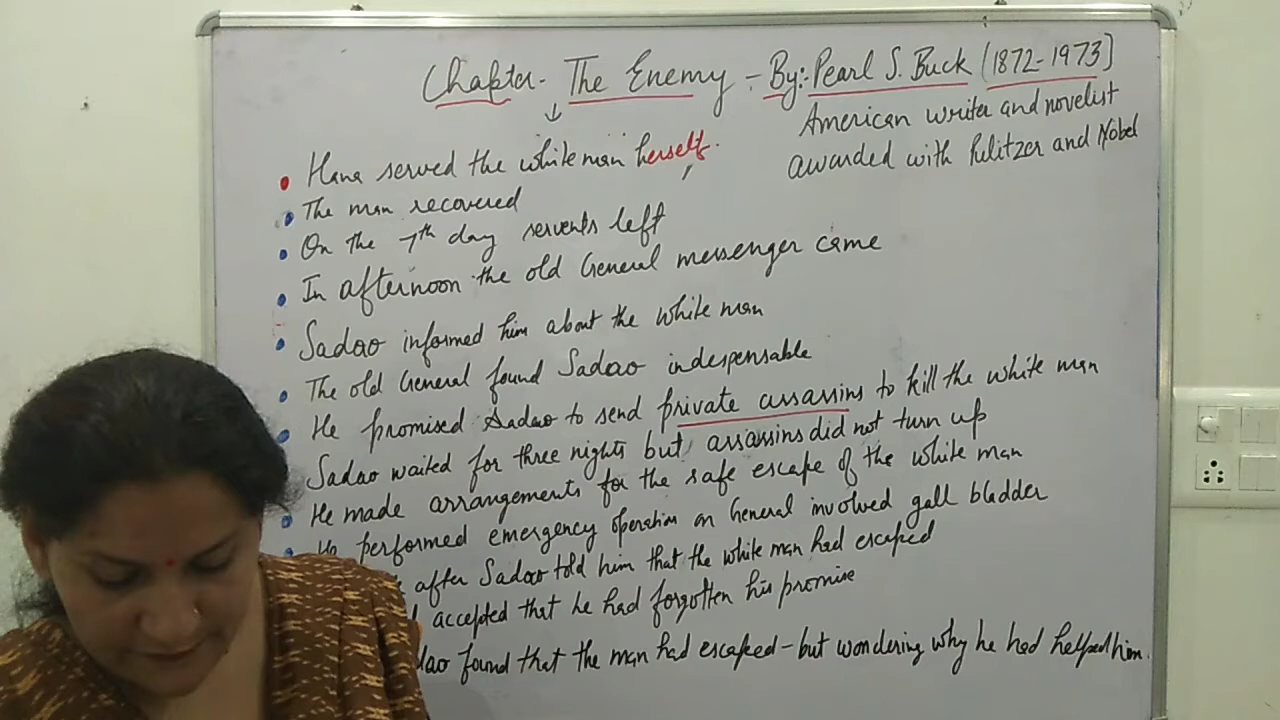 Chapter- The Enemy - By:- Pearl S. Buck (1872-1973)
American writer and novelist
awarded with Pulitzer and Nobel
Hana served the white man herself.
The man recovered
On the 7th day servents left
In afternoon the old General messenger came
Sadao informed him about the white man
The old General found Sadao indespensable
He promised Sadao to send private assassins to kill the white man
Sadao waited for three nights but assassins did not turn up
He made arrangements for the safe escape of the white man
He performed emergency operation on General involved gall bladder
after Sadao told him that the white man had escaped
accepted that he had forgotten his promise
dao found that the man had escaped - but wondering why he had helped him.